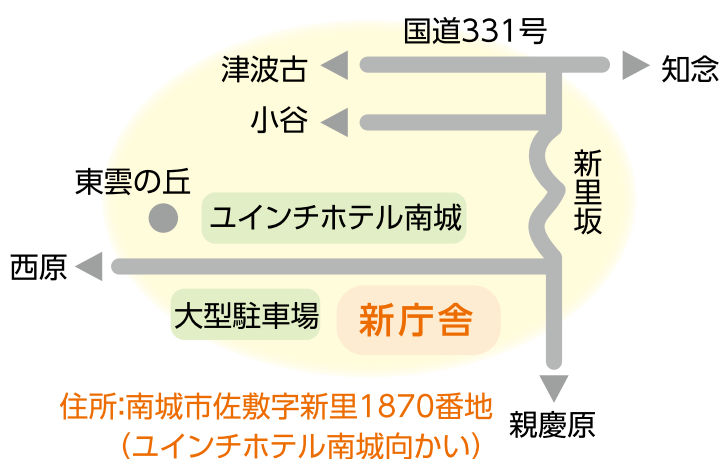 国道331号
津波古
知念
小谷
新里坂
東雲の丘
ユインチホテル南城
西原
大型駐車場
新庁舎
住所:南城市佐敷字新里1870番地
（ユインチホテル南城向かい）
親慶原